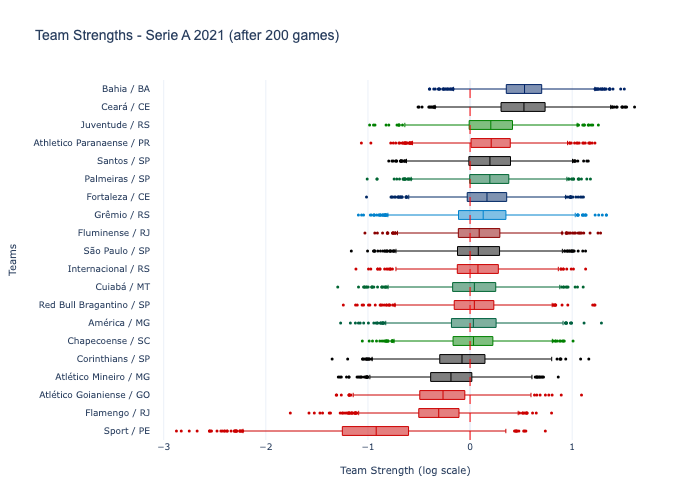 Team Strengths - Serie A 2021 (after 200 games)
Bahia / BA
Ceará / CE
Juventude / RS
Athletico Paranaense / PR
Santos / SP
Palmeiras / SP
Fortaleza / CE
Grêmio / RS
Fluminense / RJ
São Paulo / SP
Internacional / RS
Cuiabá / MT
Red Bull Bragantino / SP
América / MG
Chapecoense / SC
Corinthians / SP
Atlético Mineiro / MG
Atlético Goianiense / GO
Flamengo / RJ
Sport / PE
Teams
−3 −2 −1 0 1
Team Strength (log scale)